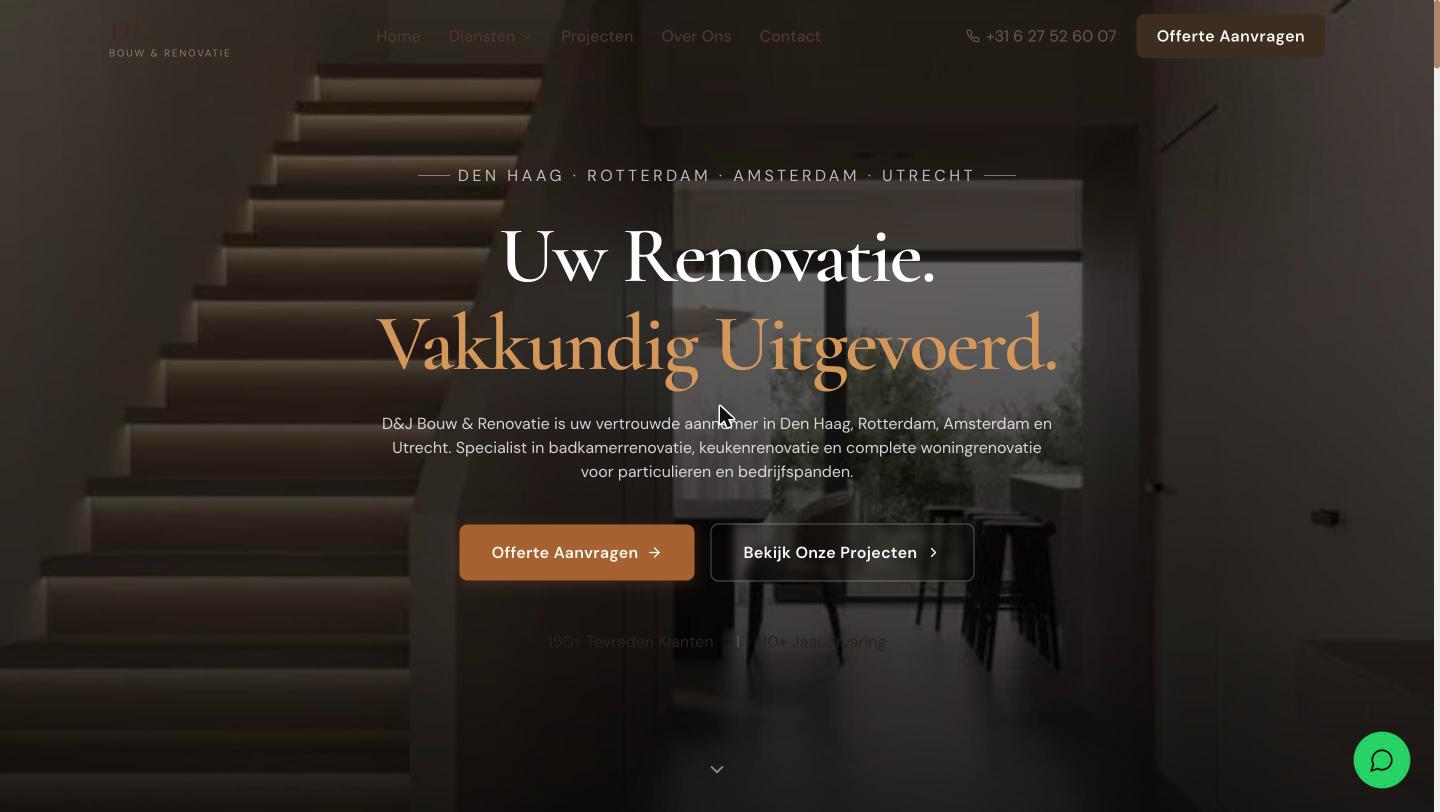 D&J
BOUW & RENOVATIE
Home
Diensten
Projecten
Over Ons
Contact
+31 6 27 52 60 07
Offerte Aanvragen
DEN HAAG · ROTTERDAM · AMSTERDAM · UTRECHT
Uw Renovatie.
Vakkundig Uitgevoerd.
D&J Bouw & Renovatie is uw vertrouwde aannemer in Den Haag, Rotterdam, Amsterdam en
Utrecht. Specialist in badkamerrenovatie, keukenrenovatie en complete woningrenovatie
voor particulieren en bedrijfspanden.
Offerte Aanvragen
Bekijk Onze Projecten
150+ Tevreden Klanten | 10+ Jaar Ervaring